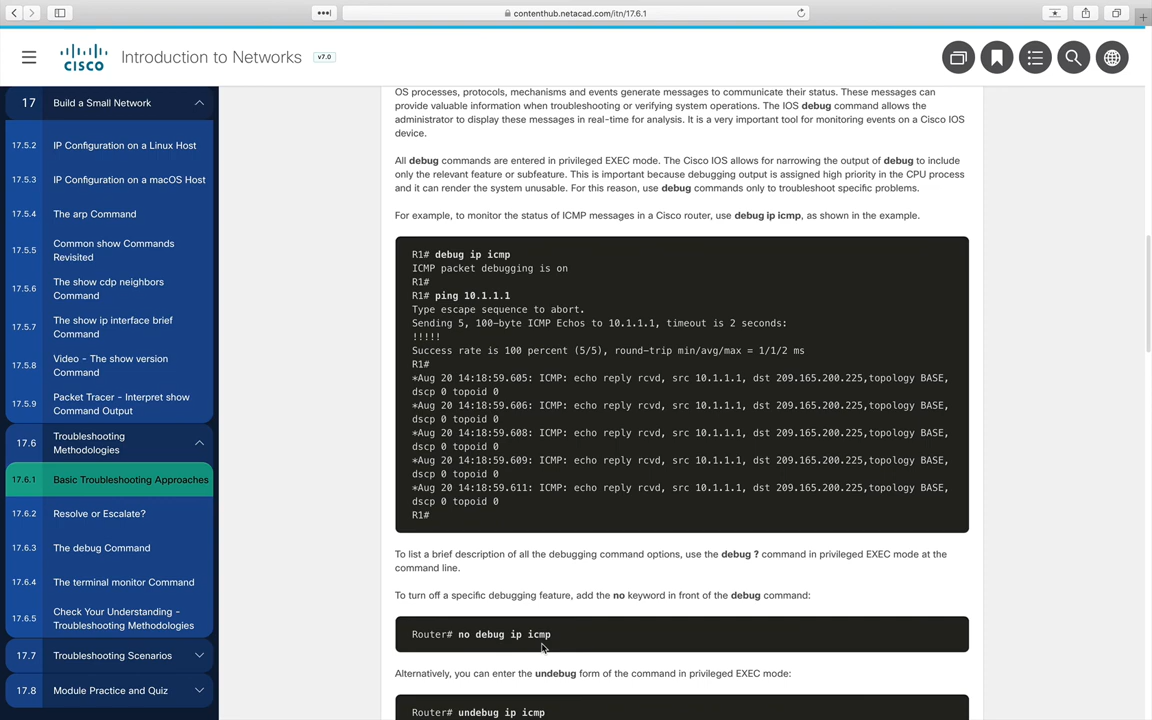 contenthub.netacad.com/itn/17.6.1
CISCO
Introduction to Networks
v7.0
17 Build a Small Network
17.5.2 IP Configuration on a Linux Host
17.5.3 IP Configuration on a macOS Host
17.5.4 The arp Command
17.5.5 Common show Commands
Revisited
17.5.6 The show cdp neighbors
Command
17.5.7 The show ip interface brief
Command
17.5.8 Video - The show version
Command
17.5.9 Packet Tracer - Interpret show
Command Output
17.6 Troubleshooting
Methodologies
17.6.1 Basic Troubleshooting Approaches
17.6.2 Resolve or Escalate?
17.6.3 The debug Command
17.6.4 The terminal monitor Command
17.6.5 Check Your Understanding -
Troubleshooting Methodologies
17.7 Troubleshooting Scenarios
17.8 Module Practice and Quiz
OS processes, protocols, mechanisms and events generate messages to communicate their status. These messages can
provide valuable information when troubleshooting or verifying system operations. The IOS debug command allows the
administrator to display these messages in real-time for analysis. It is a very important tool for monitoring events on a Cisco IOS
device.
All debug commands are entered in privileged EXEC mode. The Cisco IOS allows for narrowing the output of debug to include
only the relevant feature or subfeature. This is important because debugging output is assigned high priority in the CPU process
and it can render the system unusable. For this reason, use debug commands only to troubleshoot specific problems.
For example, to monitor the status of ICMP messages in a Cisco router, use debug ip icmp, as shown in the example.
R1# debug ip icmp
ICMP packet debugging is on
R1#
R1# ping 10.1.1.1
Type escape sequence to abort.
Sending 5, 100-byte ICMP Echos to 10.1.1.1, timeout is 2 seconds:
!!!!!
Success rate is 100 percent (5/5), round-trip min/avg/max = 1/1/2 ms
R1#
*Aug 20 14:18:59.605: ICMP: echo reply rcvd, src 10.1.1.1, dst 209.165.200.225,topology BASE,
dscp 0 topoid 0
*Aug 20 14:18:59.606: ICMP: echo reply rcvd, src 10.1.1.1, dst 209.165.200.225,topology BASE,
dscp 0 topoid 0
*Aug 20 14:18:59.608: ICMP: echo reply rcvd, src 10.1.1.1, dst 209.165.200.225,topology BASE,
dscp 0 topoid 0
*Aug 20 14:18:59.609: ICMP: echo reply rcvd, src 10.1.1.1, dst 209.165.200.225,topology BASE,
dscp 0 topoid 0
*Aug 20 14:18:59.611: ICMP: echo reply rcvd, src 10.1.1.1, dst 209.165.200.225,topology BASE,
dscp 0 topoid 0
R1#
To list a brief description of all the debugging command options, use the debug ? command in privileged EXEC mode at the
command line.
To turn off a specific debugging feature, add the no keyword in front of the debug command:
Router# no debug ip icmp
Alternatively, you can enter the undebug form of the command in privileged EXEC mode:
Router# undebug ip icmp